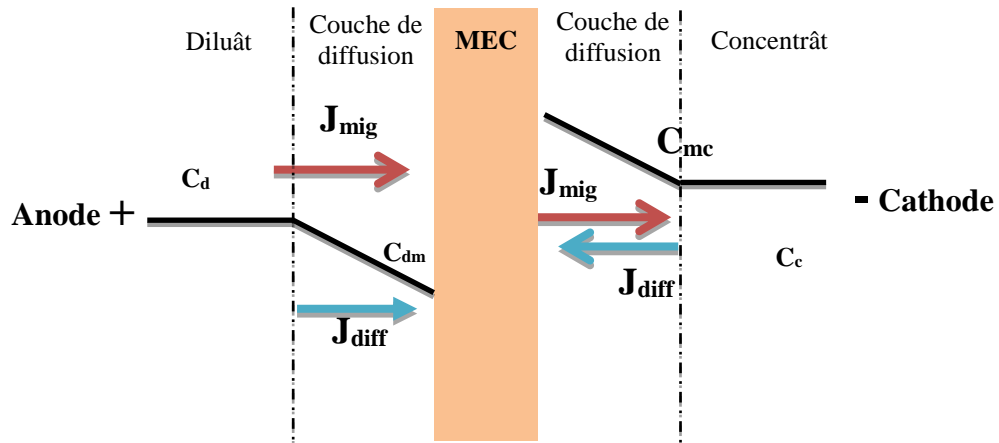 Diluât
Couche de
diffusion
MEC
Couche de
diffusion
Concentrât
Jmig
Cd
Anode +
Cdm
Jdiff
Cmc
Jmig
- Cathode
Cc
Jdiff